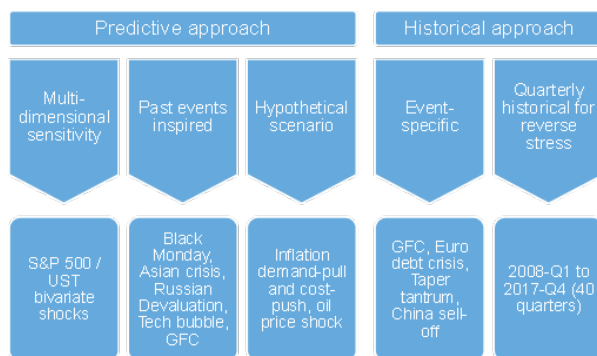 Predictive approach
Historical approach
Multi-
dimensional
sensitivity
Past events
inspired
Hypothetical
scenario
Event-
specific
Quarterly
historical for
reverse
stress
S&P 500 /
UST
bivariate
shocks
Black
Monday,
Asian crisis,
Russian
Devaluation,
Tech bubble,
GFC
Inflation
demand-pull
and cost-
push, oil
price shock
GFC, Euro
debt crisis,
Taper
tantrum,
China sell-
off
2008-Q1 to
2017-Q4 (40
quarters)